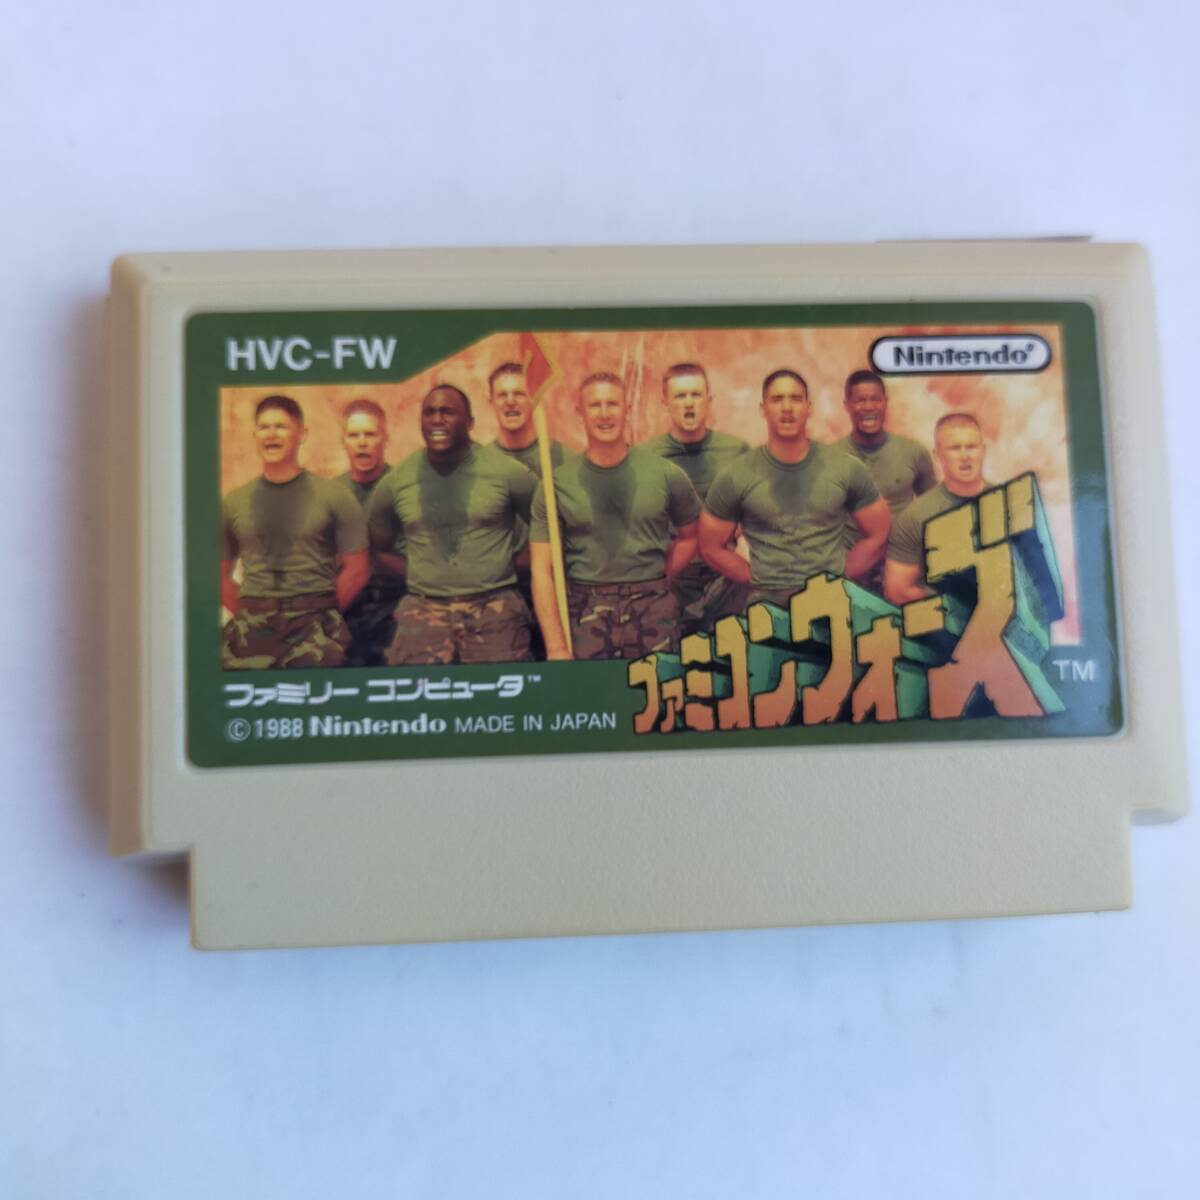 HVC-FW
Nintendo®
ファミコンウォーズ
TM
ファミリー コンピュータ™
©1988 Nintendo MADE IN JAPAN